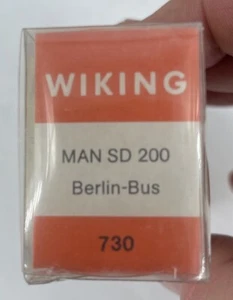 WIKING
MAN SD 200
Berlin-Bus
730